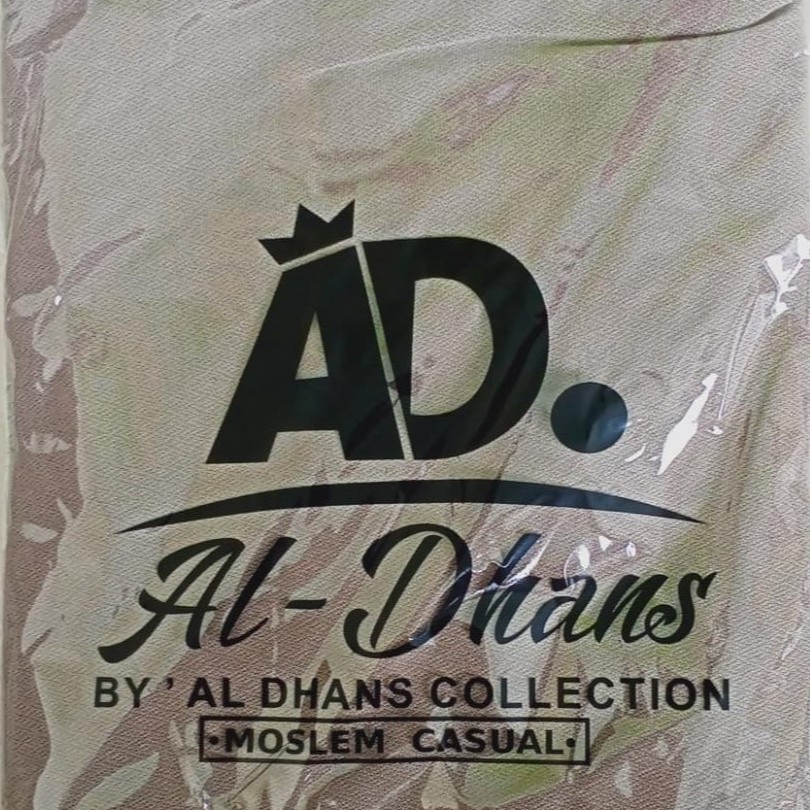 AD.
Al-Dhans
BY ' AL DHANS COLLECTION
•MOSLEM CASUAL•